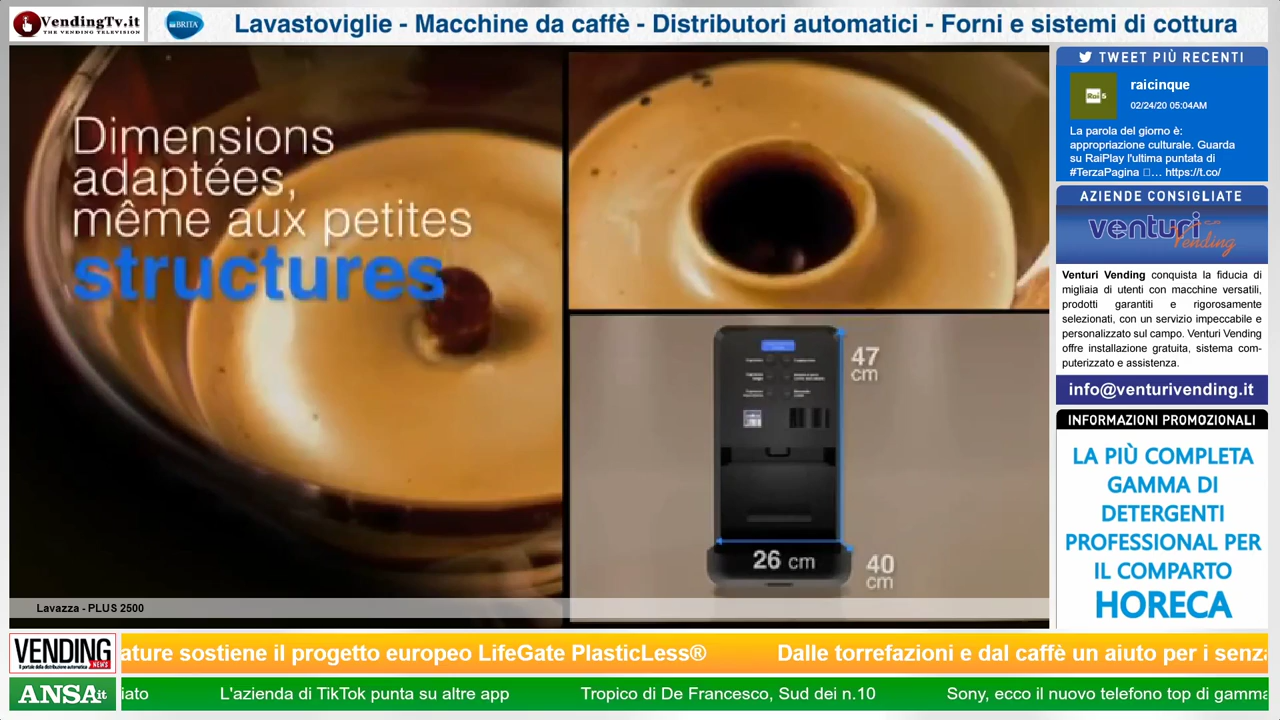 VendingTv.it
THE VENDING TELEVISION
BRITA
Lavastoviglie - Macchine da caffè - Distributori automatici - Forni e sistemi di cottura
Dimensions
adaptées,
même aux petites
structures
47
cm
26 cm
40
cm
Lavazza - PLUS 2500
TWEET PIÙ RECENTI
Rai 5
raicinque
02/24/20 05:04AM
La parola del giorno è:
appropriazione culturale. Guarda
su RaiPlay l'ultima puntata di
#TerzaPagina … https://t.co/
AZIENDE CONSIGLIATE
venturi
Vending
Venturi Vending conquista la fiducia di
migliaia di utenti con macchine versatili,
prodotti garantiti e rigorosamente
selezionati, con un servizio impeccabile e
personalizzato sul campo. Venturi Vending
offre installazione gratuita, sistema com-
puterizzato e assistenza.
info@venturivending.it
INFORMAZIONI PROMOZIONALI
LA PIÙ COMPLETA
GAMMA DI
DETERGENTI
PROFESSIONAL PER
IL COMPARTO
HORECA
VENDING
NEWS
Il portale della distribuzione automatica
ature sostiene il progetto europeo LifeGate PlasticLess® Dalle torrefazioni e dal caffè un aiuto per i senza
ANSA.it
iato L'azienda di TikTok punta su altre app Tropico di De Francesco, Sud dei n.10 Sony, ecco il nuovo telefono top di gamma